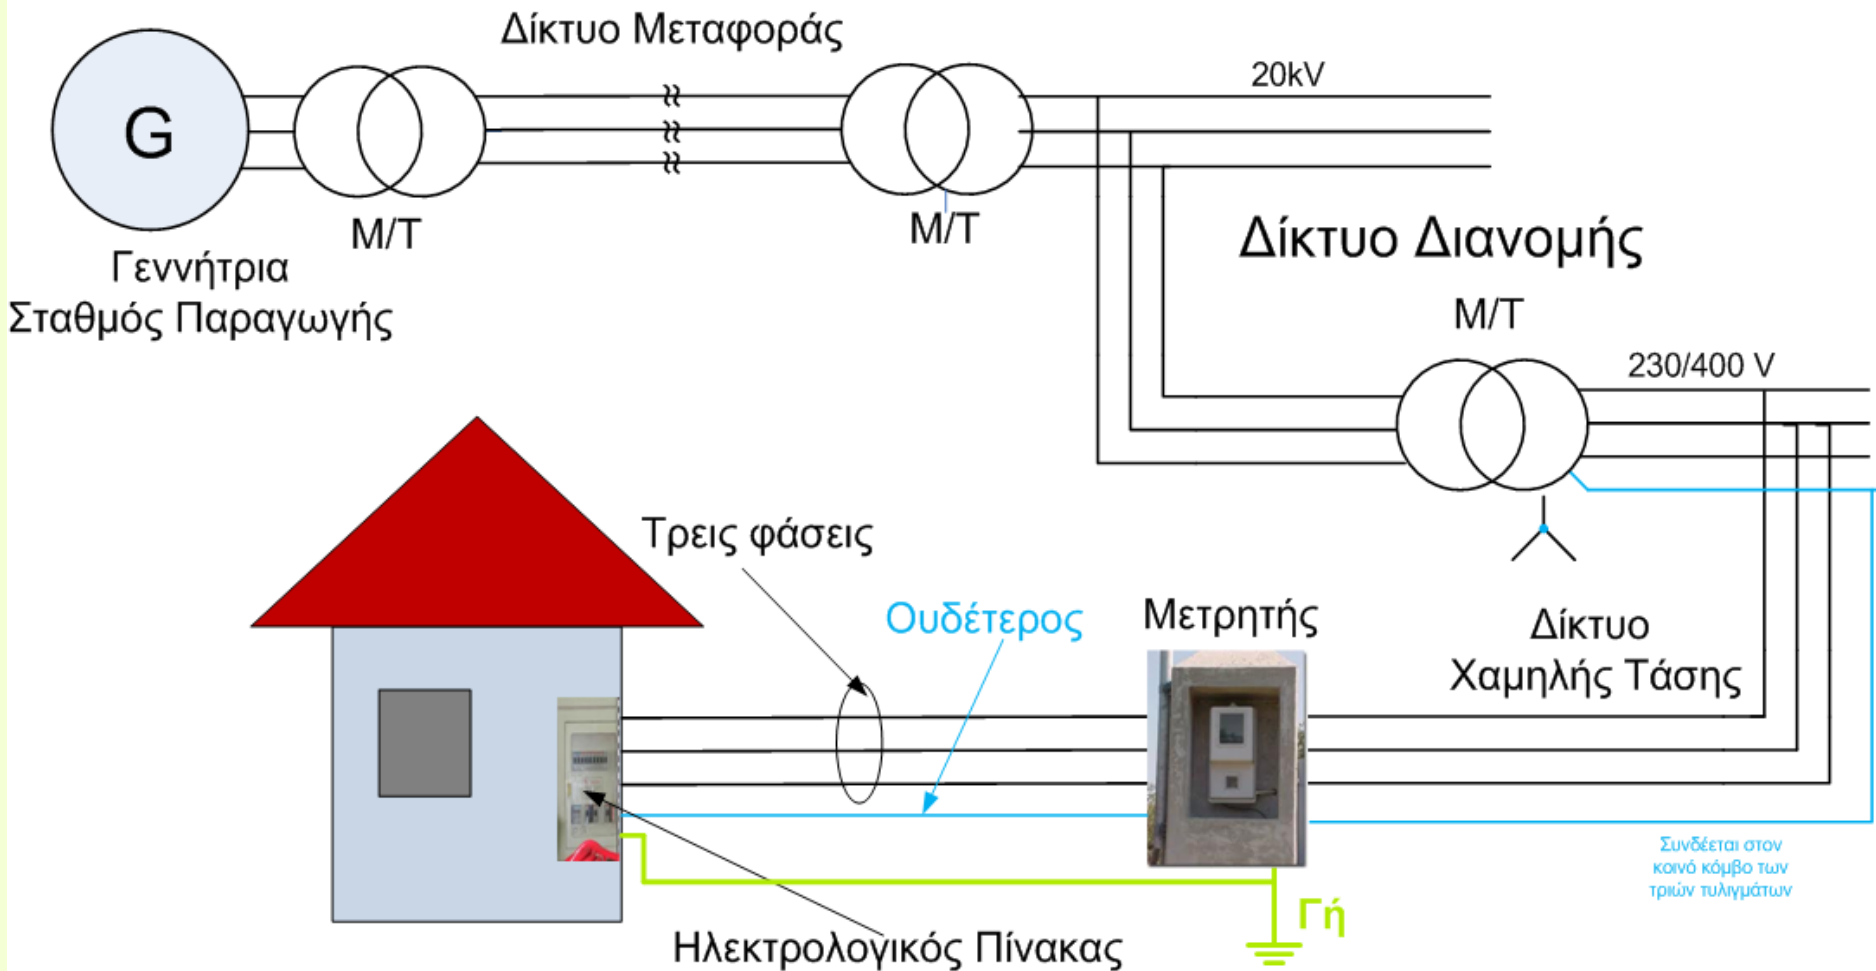 Δίκτυο Μεταφοράς
20kV
G
M/T
M/T
Γεννήτρια
Σταθμός Παραγωγής
Δίκτυο Διανομής
M/T
230/400 V
Τρεις φάσεις
Ουδέτερος
Μετρητής
Δίκτυο
Χαμηλής Τάσης
Συνδέεται στον
κοινό κόμβο των
τριών τυλιγμάτων
Γή
Ηλεκτρολογικός Πίνακας